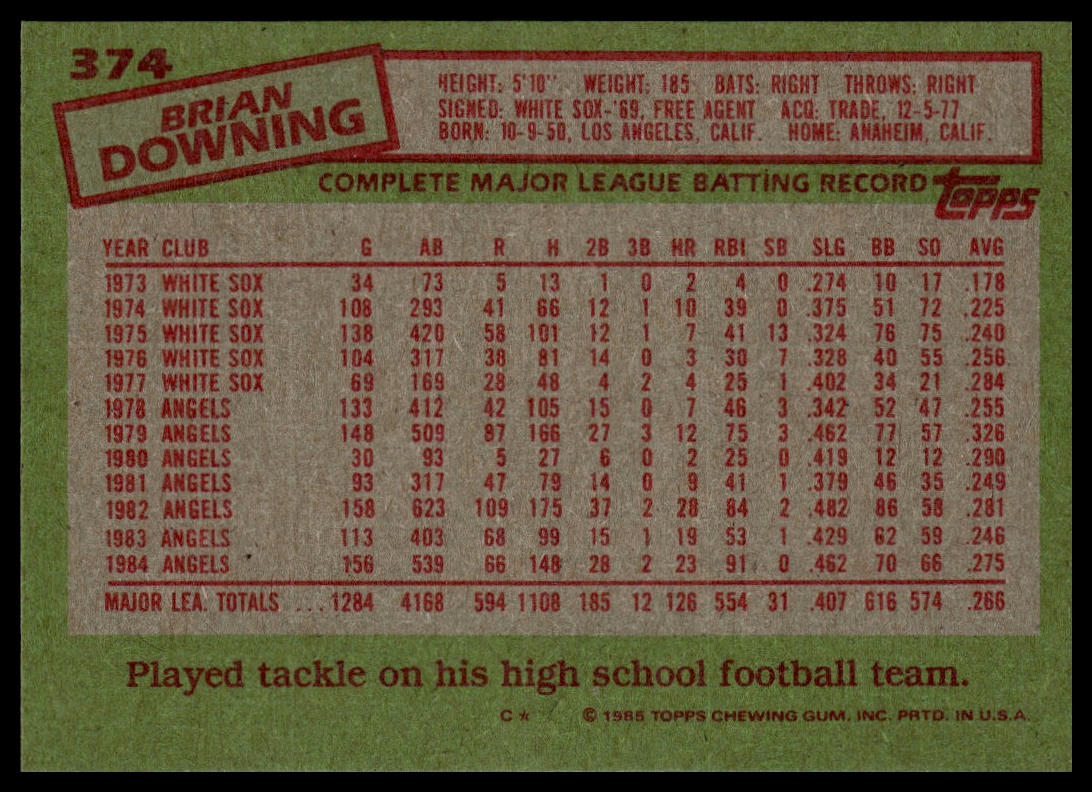 374
BRIAN
DOWNING
HEIGHT: 5'10" WEIGHT: 185 BATS: RIGHT THROWS: RIGHT
SIGNED: WHITE SOX-'69, FREE AGENT ACQ: TRADE, 12-5-77
BORN: 10-9-50, LOS ANGELES, CALIF. HOME: ANAHEIM, CALIF.
COMPLETE MAJOR LEAGUE BATTING RECORD topps
YEAR CLUB G AB R H 2B 3B HR RBI SB SLG BB SO AVG
1973 WHITE SOX 34 73 5 13 1 0 2 4 0 .274 10 17 .178
1974 WHITE SOX 108 293 41 66 12 1 10 39 0 .375 51 72 .225
1975 WHITE SOX 138 420 58 101 12 1 7 41 13 .324 76 75 .240
1976 WHITE SOX 104 317 38 81 14 0 3 30 7 .328 40 55 .256
1977 WHITE SOX 69 169 28 48 4 2 4 25 1 .402 34 21 .284
1978 ANGELS 133 412 42 105 15 0 7 46 3 .342 52 47 .255
1979 ANGELS 148 509 87 166 27 3 12 75 3 .462 77 57 .326
1980 ANGELS 30 93 5 27 6 0 2 25 0 .419 12 12 .290
1981 ANGELS 93 317 47 79 14 0 9 41 1 .379 46 35 .249
1982 ANGELS 158 623 109 175 37 2 28 84 2 .482 86 58 .281
1983 ANGELS 113 403 68 99 15 1 19 53 1 .429 62 59 .246
1984 ANGELS 156 539 66 148 28 2 23 91 0 .462 70 66 .275
MAJOR LEA. TOTALS ... 1284 4168 594 1108 185 12 126 554 31 .407 616 574 .266
Played tackle on his high school football team.
C* © 1985 TOPPS CHEWING GUM, INC. PRTD. IN U.S.A.